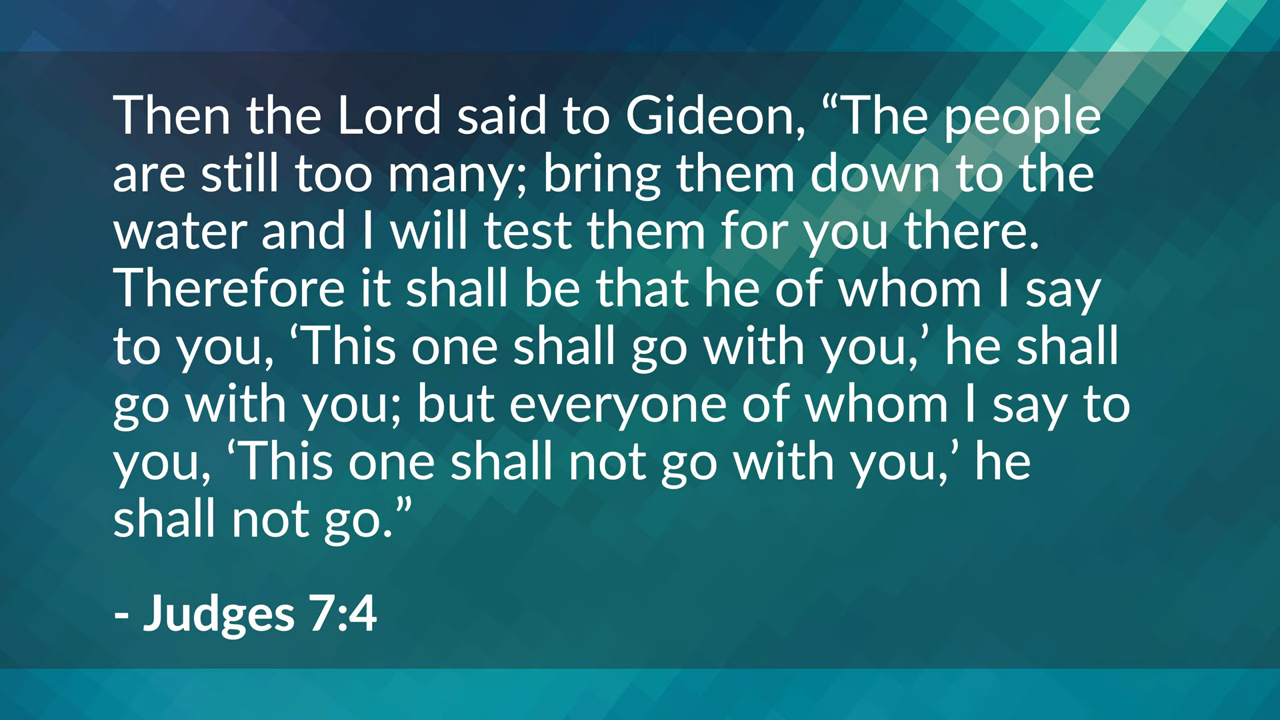 Then the Lord said to Gideon, “The people
are still too many; bring them down to the
water and I will test them for you there.
Therefore it shall be that he of whom I say
to you, ‘This one shall go with you,’ he shall
go with you; but everyone of whom I say to
you, ‘This one shall not go with you,’ he
shall not go.”
- Judges 7:4